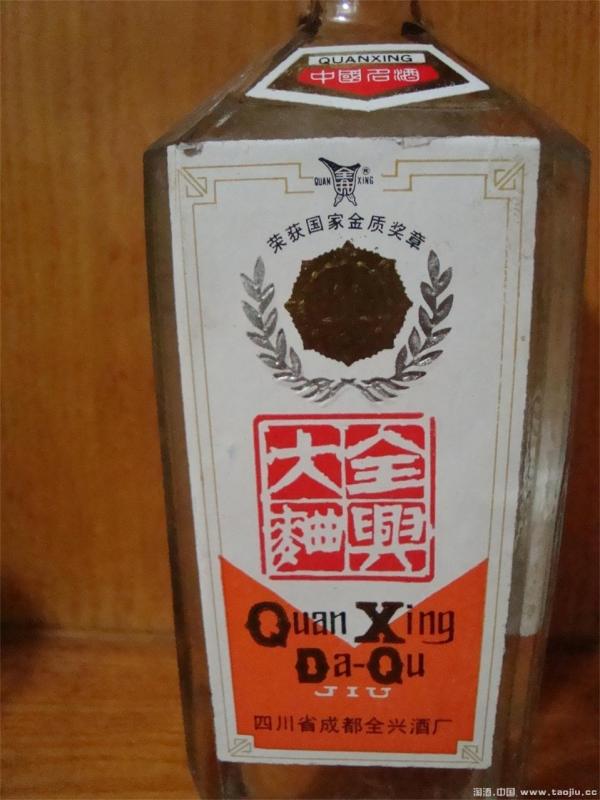 QUANXING
中國名酒
QUAN 全興 XING ®
荣获国家金质奖章
全興
大麯
Quan Xing
Da-Qu
JIU
四川省成都全兴酒厂
淘酒.中国 www.taojiu.cc